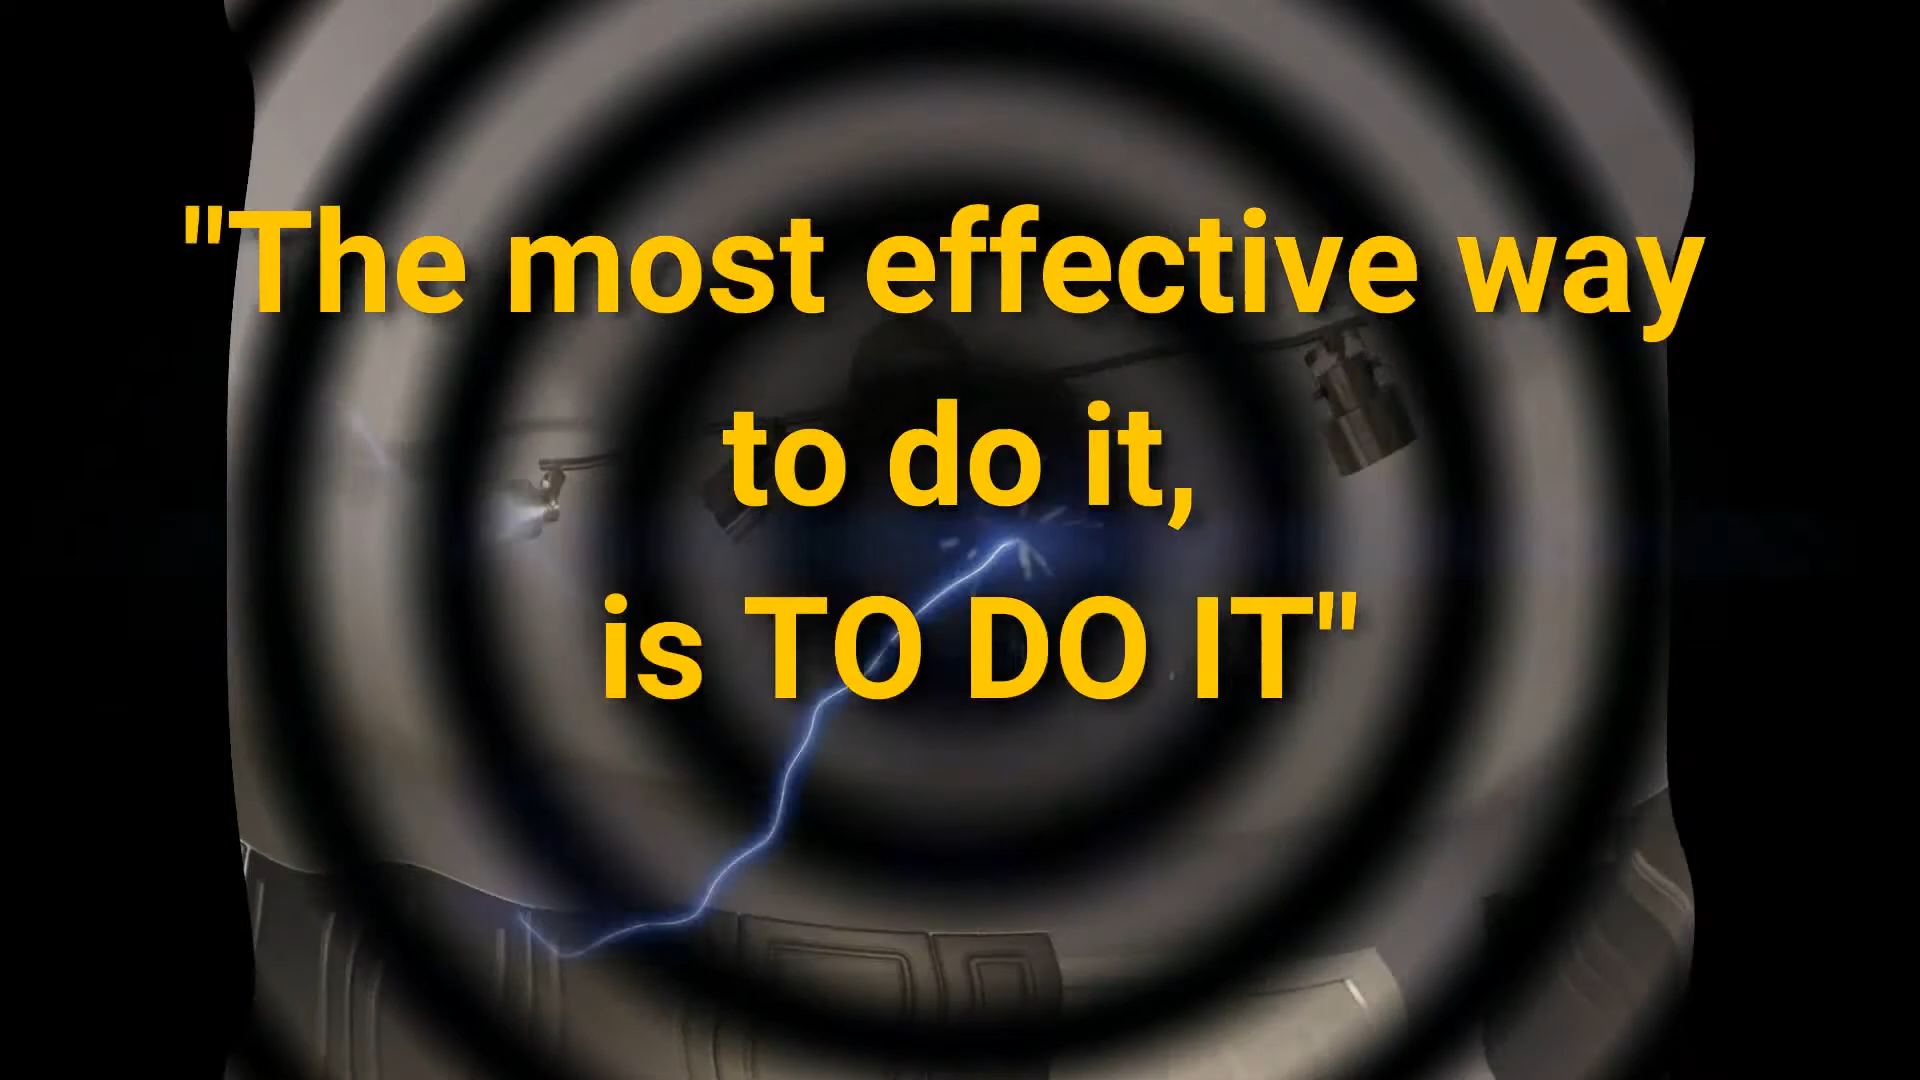 "The most effective way
to do it,
is TO DO IT"